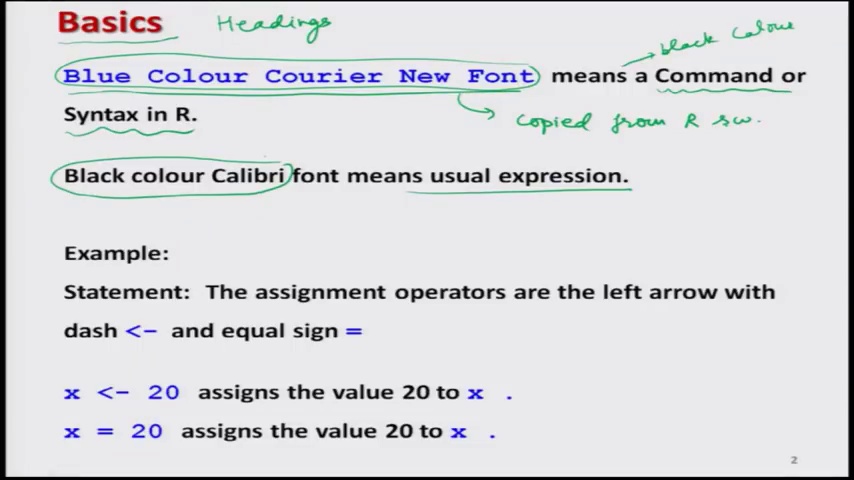 Basics Headings
black Colour
Blue Colour Courier New Font means a Command or
Syntax in R.
copied from R sw.
Black colour Calibri font means usual expression.
Example:
Statement: The assignment operators are the left arrow with
dash <- and equal sign =
x <- 20 assigns the value 20 to x .
x = 20 assigns the value 20 to x .
2